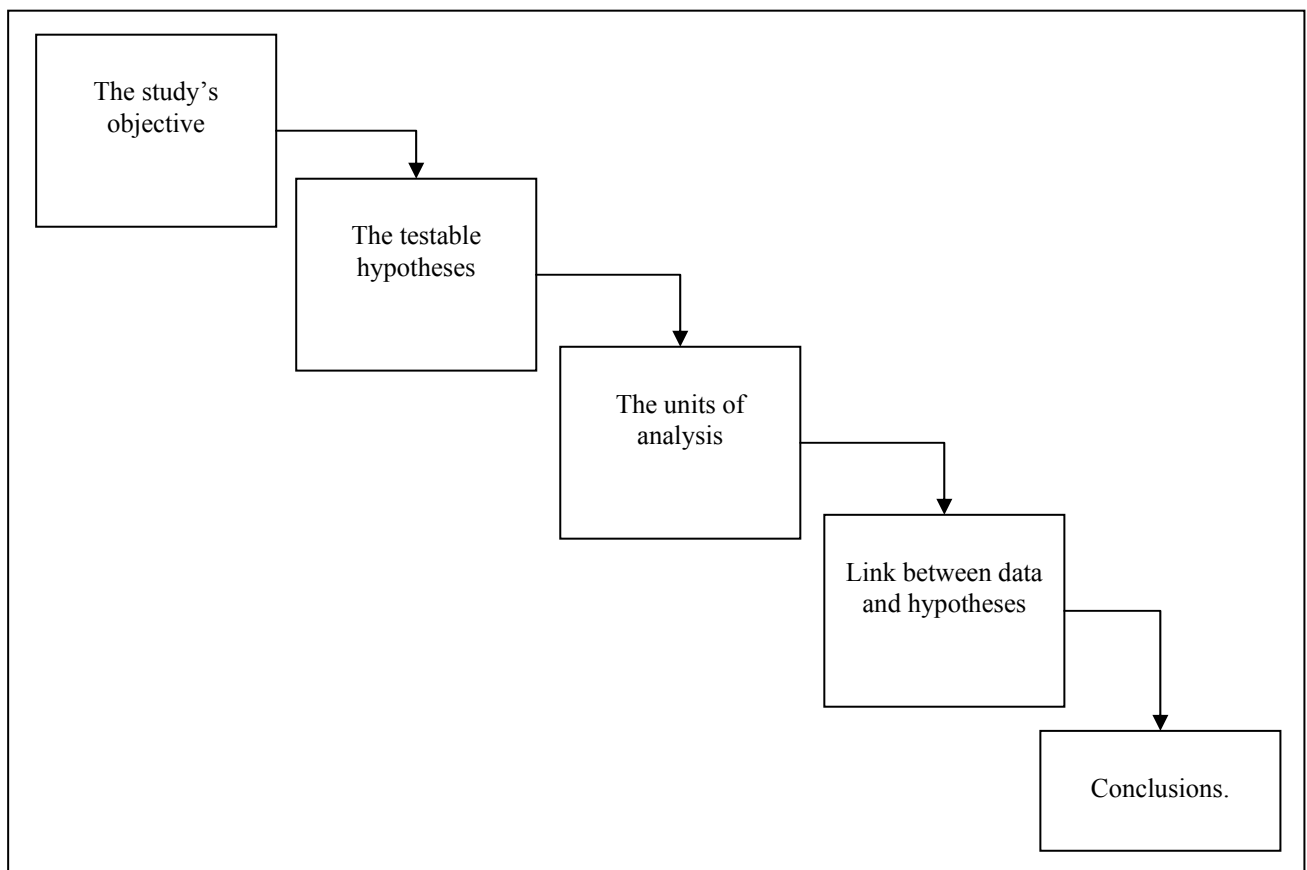 The study’s
objective
The testable
hypotheses
The units of
analysis
Link between data
and hypotheses
Conclusions.